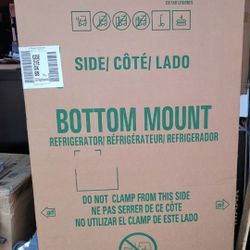 SIDE/ CÔTÉ/ LADO
BOTTOM MOUNT
REFRIGERATOR/ RÉFRIGÉRATEUR/ REFRIGERADOR
DO NOT CLAMP FROM THIS SIDE
NE PAS SERRER DE CE CÔTE
NO UTILIZAR EL CLAMP DE ESTE LADO